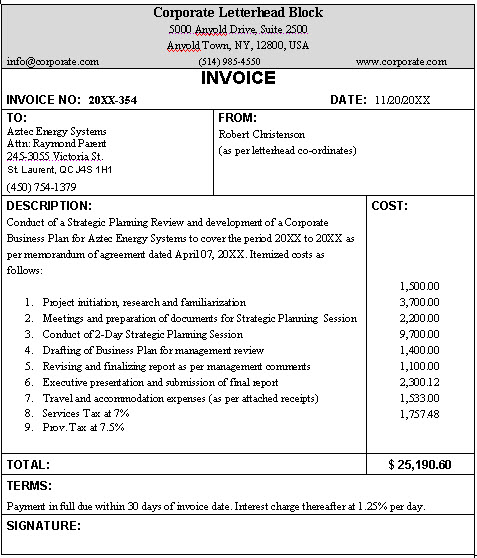 Corporate Letterhead Block
5000 Anyold Drive, Suite 2500
Anyold Town, NY, 12800, USA
info@corporate.com (514) 985-4550 www.corporate.com
INVOICE
INVOICE NO: 20XX-354 DATE: 11/20/20XX
TO: FROM:
Aztec Energy Systems Robert Christenson
Attn: Raymond Parent (as per letterhead co-ordinates)
245-3055 Victoria St.
St. Laurent, QC J4S 1H1
(450) 754-1379
DESCRIPTION: COST:
Conduct of a Strategic Planning Review and development of a Corporate
Business Plan for Aztec Energy Systems to cover the period 20XX to 20XX as
per memorandum of agreement dated April 07, 20XX. Itemized costs as
follows:
1,500.00
1. Project initiation, research and familiarization 3,700.00
2. Meetings and preparation of documents for Strategic Planning Session 2,200.00
3. Conduct of 2-Day Strategic Planning Session 9,700.00
4. Drafting of Business Plan for management review 1,400.00
5. Revising and finalizing report as per management comments 1,100.00
6. Executive presentation and submission of final report 2,300.12
7. Travel and accommodation expenses (as per attached receipts) 1,533.00
8. Services Tax at 7% 1,757.48
9. Prov. Tax at 7.5%
TOTAL: $ 25,190.60
TERMS:
Payment in full due within 30 days of invoice date. Interest charge thereafter at 1.25% per day.
SIGNATURE: